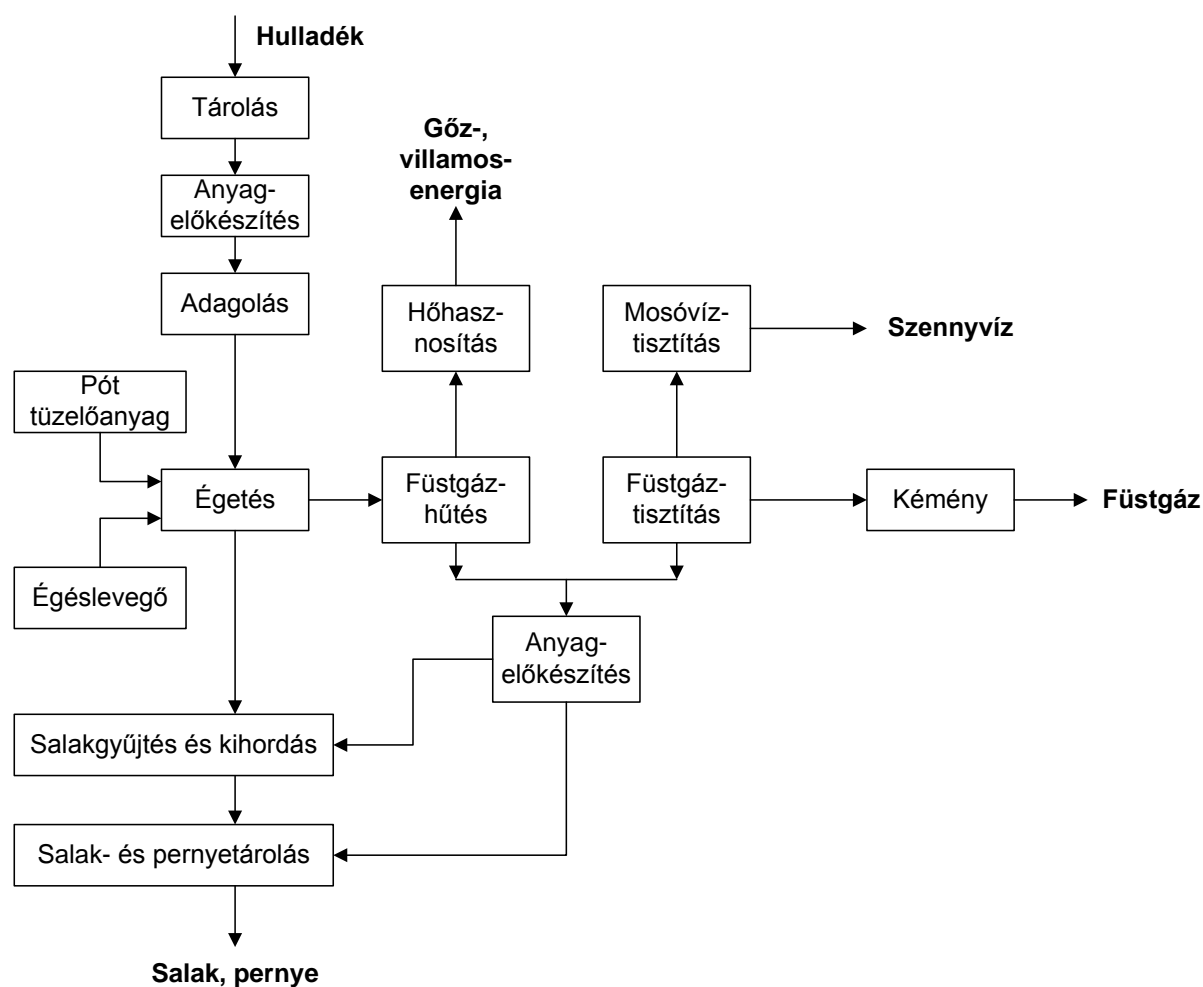 Hulladék
Tárolás
Gőz-,
villamos-
energia
Anyag-
előkészítés
Adagolás
Hőhasz-
nosítás
Mosóvíz-
tisztítás
Szennyvíz
Pót
tüzelőanyag
Égetés
Füstgáz-
hűtés
Füstgáz-
tisztítás
Kémény
Füstgáz
Égéslevegő
Anyag-
előkészítés
Salakgyűjtés és kihordás
Salak- és pernyetárolás
Salak, pernye